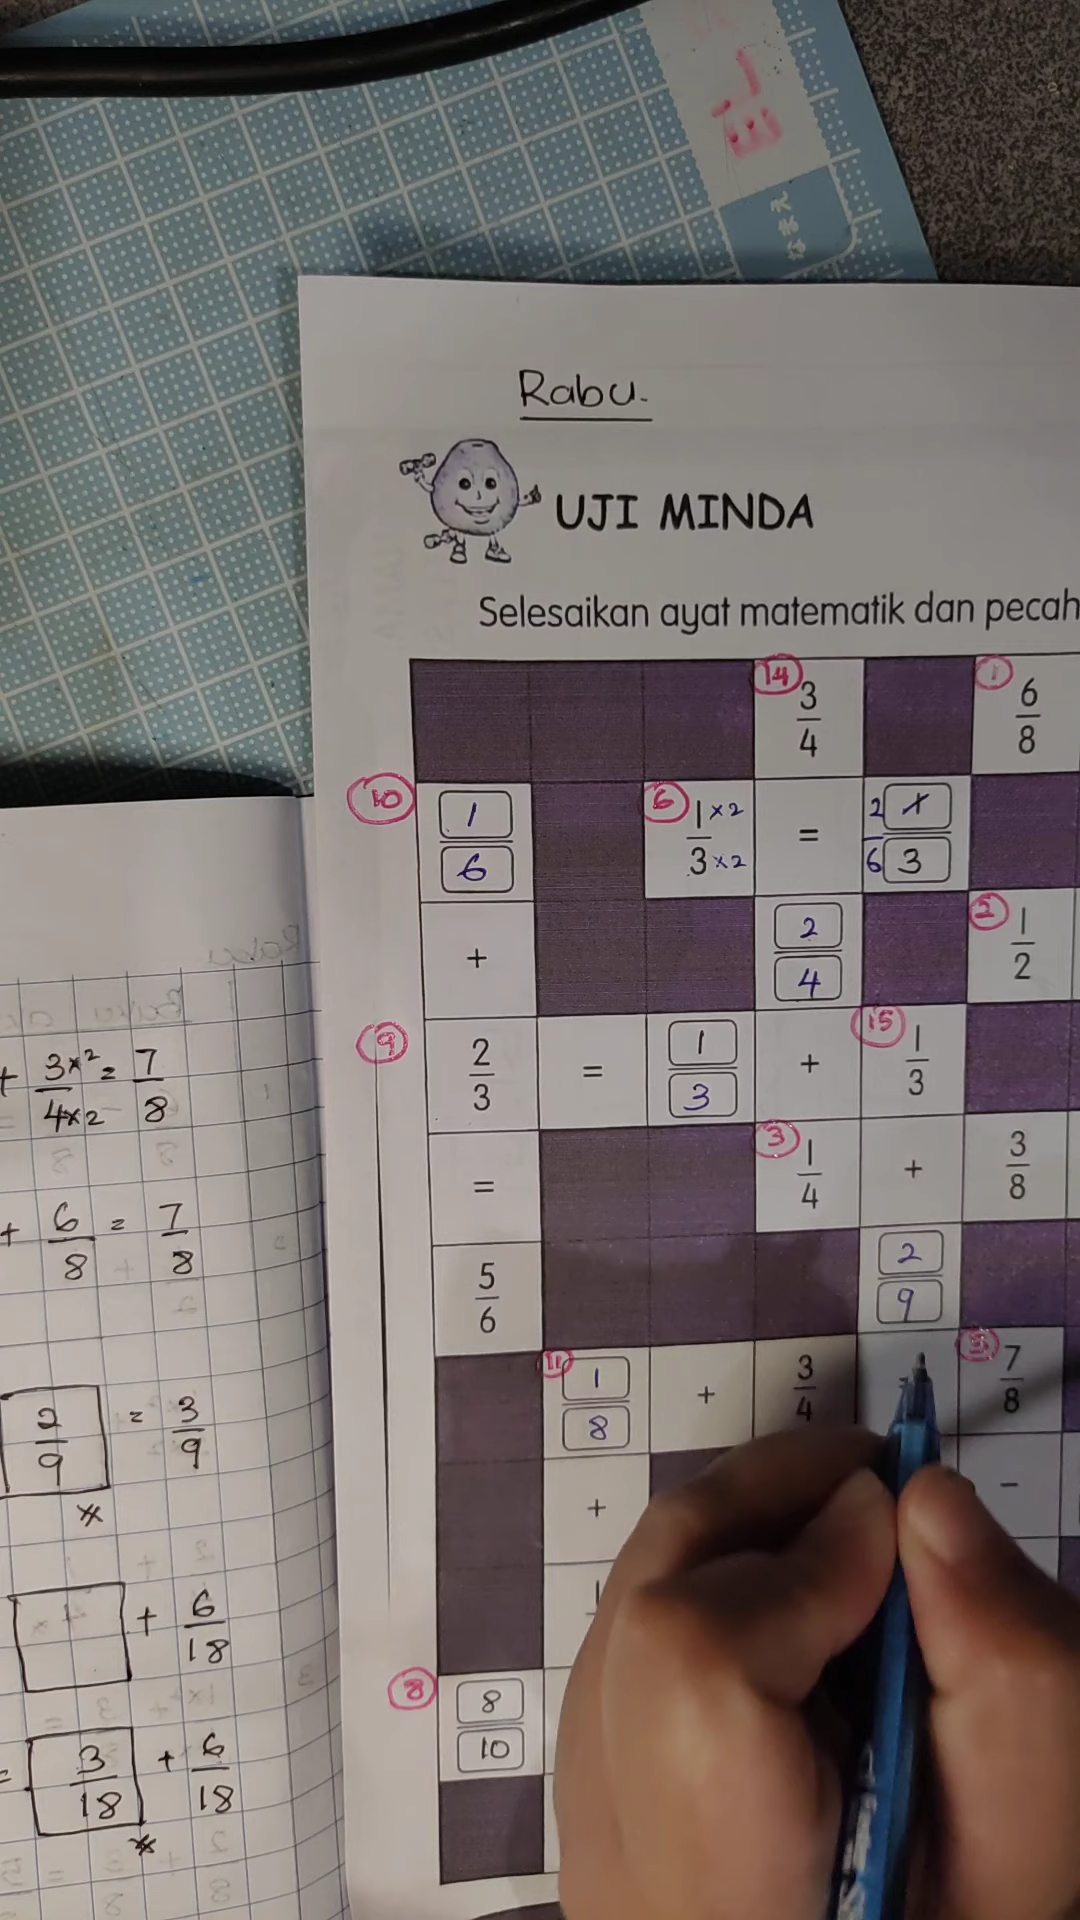 Rabu.
UJI MINDA
Selesaikan ayat matematik dan pecah
14 3/4
1 6/8
10 1/6
6 1/3 ×2 ×2 = 2/6 1/3
+
2/4
2 1/2
9 2/3 = 1/3 + 15 1/3
= 3 1/4 + 3/8
5/6
2/9
11 1/8 + 3/4 = 5 7/8
+ -
8 8/10
+ 3×2/4×2 = 7/8
+ 6/8 = 7/8
2/9 = 3/9
*
+ 6/18
= 3/18 + 6/18
*